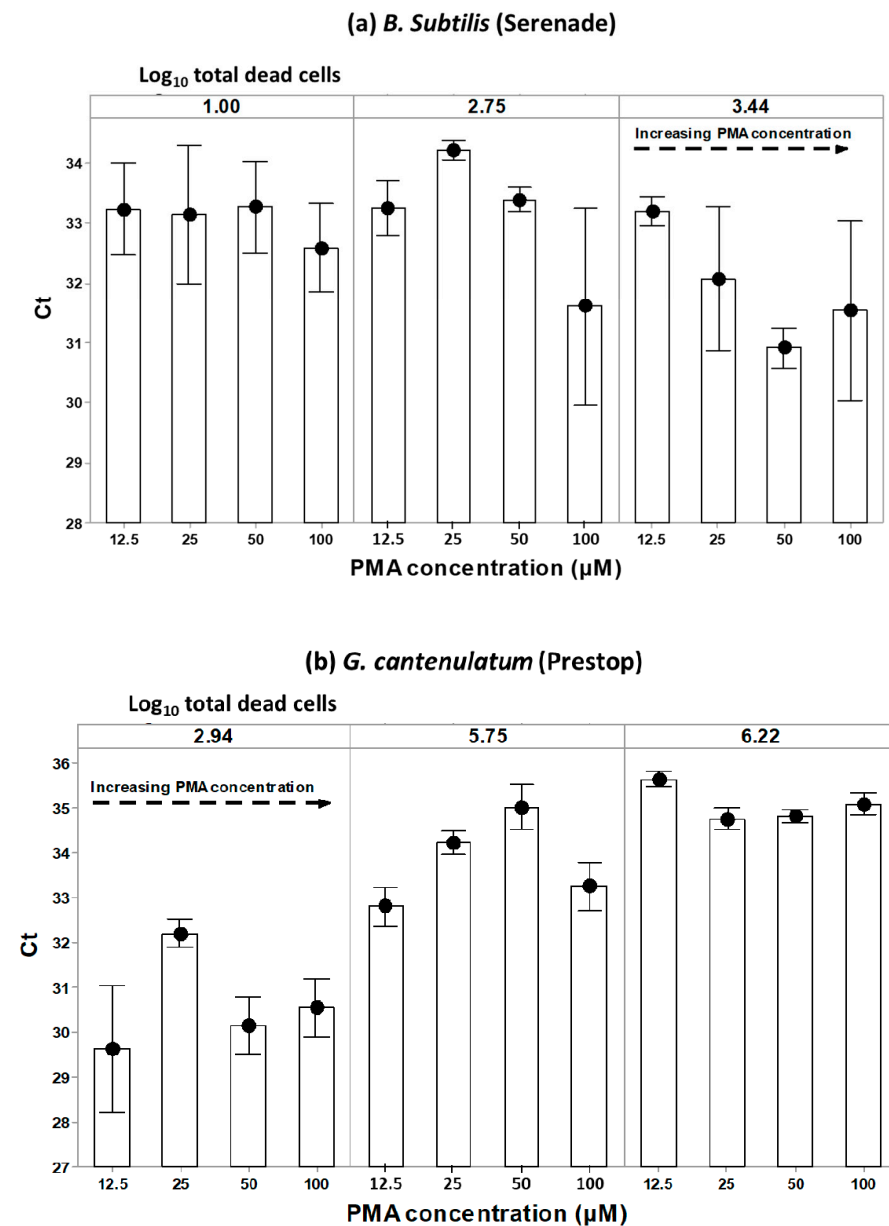 (a) B. Subtilis (Serenade)
Log10 total dead cells
1.00 2.75 3.44
Increasing PMA concentration
34
33
32
31
30
29
28
Ct
12.5 25 50 100 12.5 25 50 100 12.5 25 50 100
PMA concentration (µM)
(b) G. cantenulatum (Prestop)
Log10 total dead cells
2.94 5.75 6.22
Increasing PMA concentration
36
35
34
33
32
31
30
29
28
27
Ct
12.5 25 50 100 12.5 25 50 100 12.5 25 50 100
PMA concentration (µM)